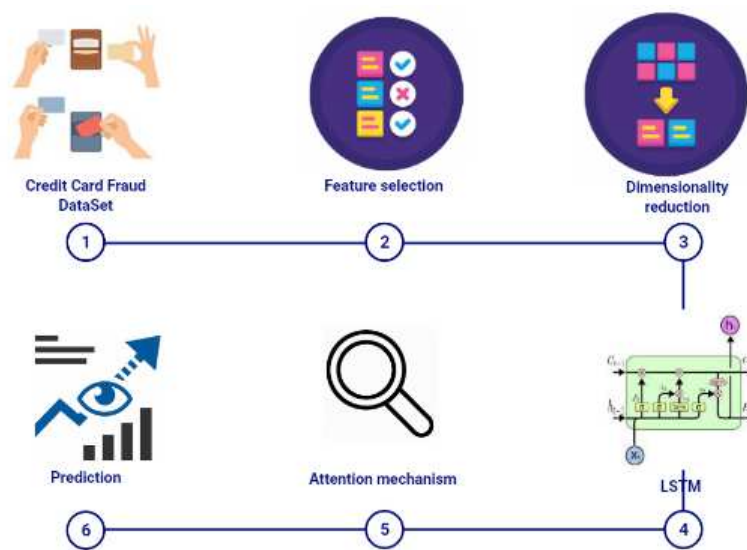 Credit Card Fraud
DataSet
Feature selection
Dimensionality
reduction
1
2
3
Prediction
Attention mechanism
LSTM
6
5
4